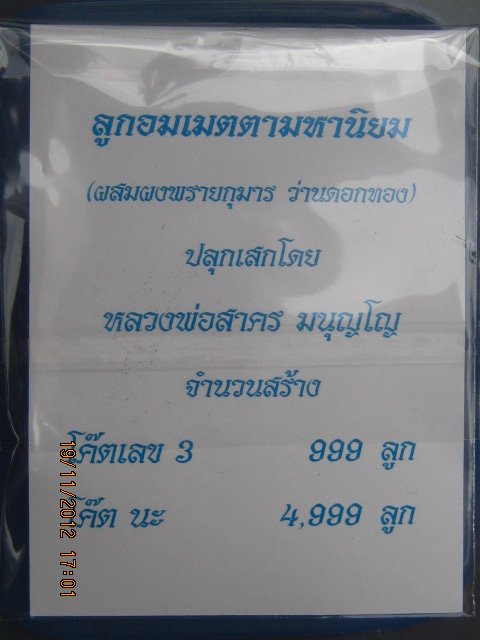 ลูกอมเมตตามหานิยม
(ผสมผงพรายกุมาร ว่านดอกทอง)
ปลุกเสกโดย
หลวงพ่อสาคร มนุญฺโญ
จำนวนสร้าง
โค๊ตเลข 3 999 ลูก
โค๊ต นะ 4,999 ลูก
19/11/2012 17:01